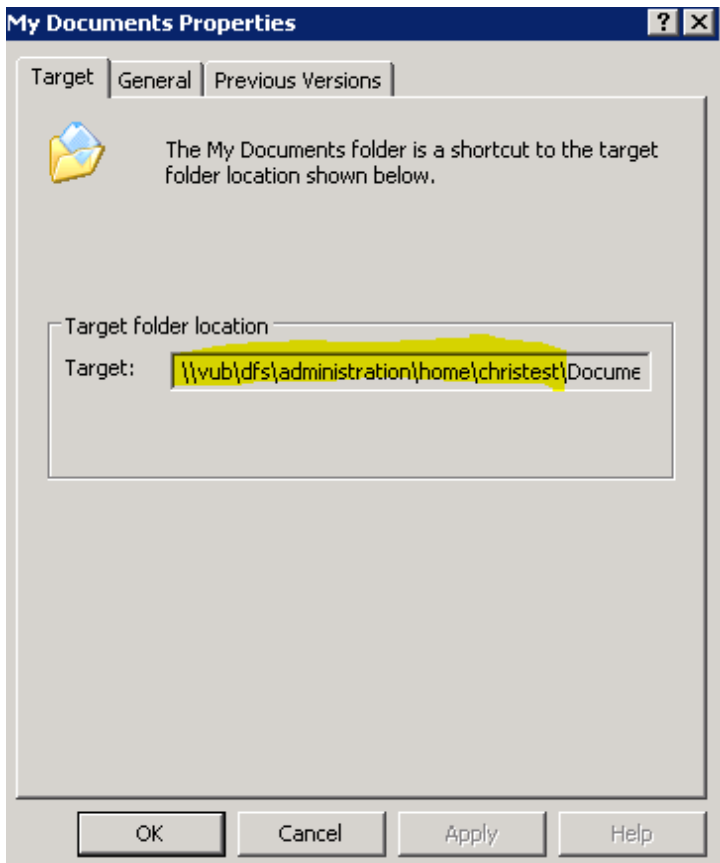 My Documents Properties
Target General Previous Versions
The My Documents folder is a shortcut to the target
folder location shown below.
Target folder location
Target: \\vub\dfs\administration\home\christest\Docume
OK Cancel Apply Help